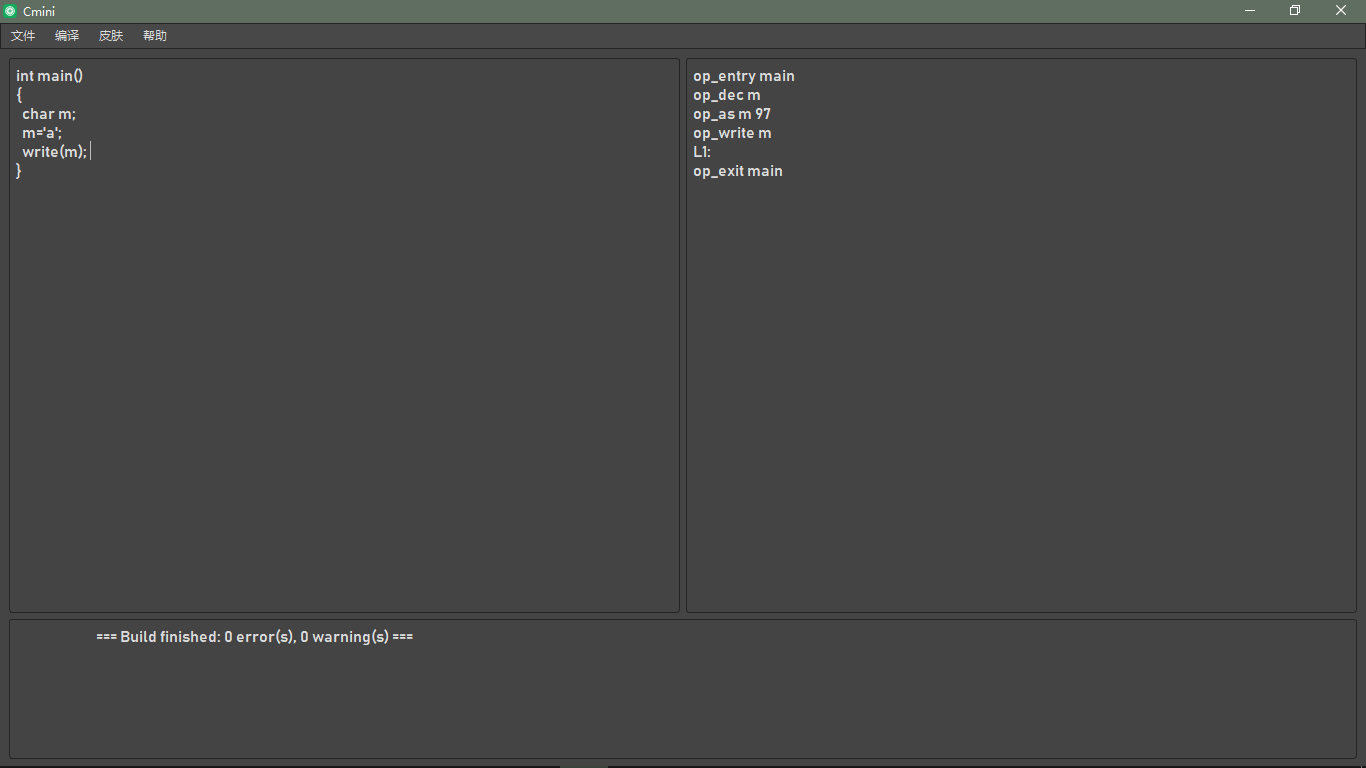 Cmini
文件 编译 皮肤 帮助
int main()
{
char m;
m='a';
write(m);
}
op_entry main
op_dec m
op_as m 97
op_write m
L1:
op_exit main
=== Build finished: 0 error(s), 0 warning(s) ===